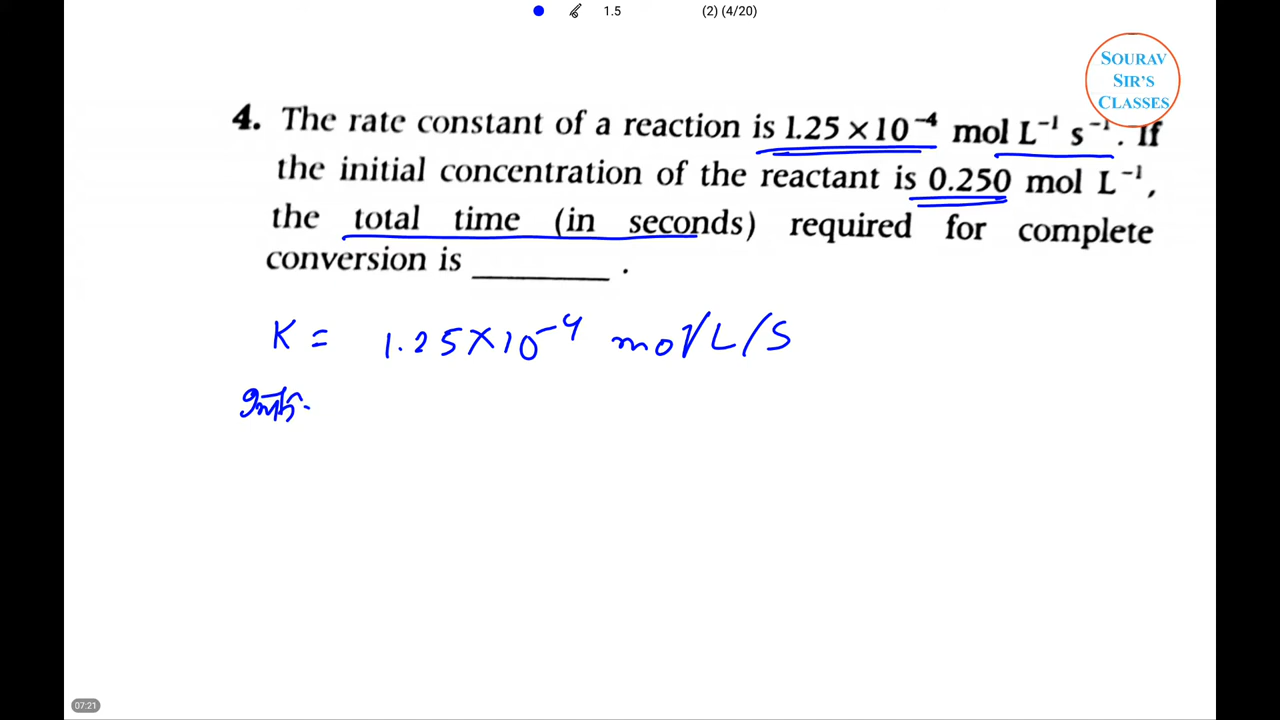 1.5 (2) (4/20)
SOURAV
SIR'S
CLASSES
4. The rate constant of a reaction is 1.25 × 10⁻⁴ mol L⁻¹ s⁻¹. If
the initial concentration of the reactant is 0.250 mol L⁻¹,
the total time (in seconds) required for complete
conversion is ________ .
K = 1.25×10⁻⁴ mol/L/S
07:21